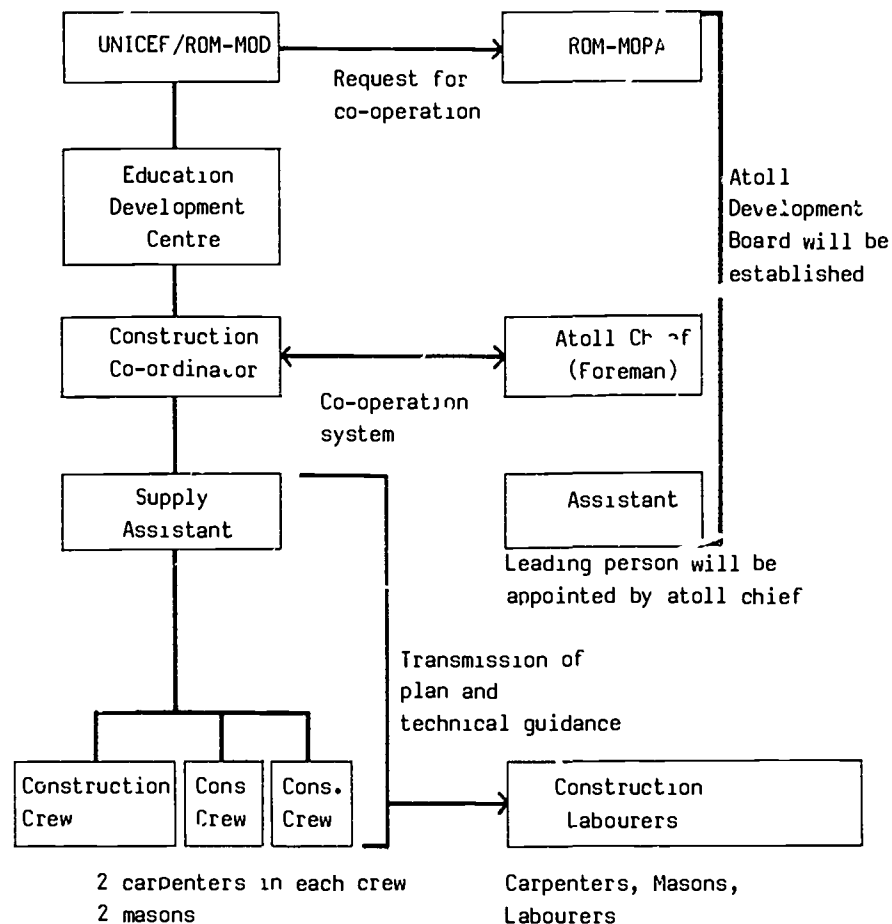 UNICEF/ROM-MOD
ROM-MOPA
Request for
co-operation
Education
Development
Centre
Atoll
Development
Board will be
established
Construction
Co-ordinator
Atoll Chief
(Foreman)
Co-operation
system
Supply
Assistant
Assistant
Leading person will be
appointed by atoll chief
Transmission of
plan and
technical guidance
Construction
Crew
Cons
Crew
Cons.
Crew
Construction
Labourers
2 carpenters in each crew
2 masons
Carpenters, Masons,
Labourers